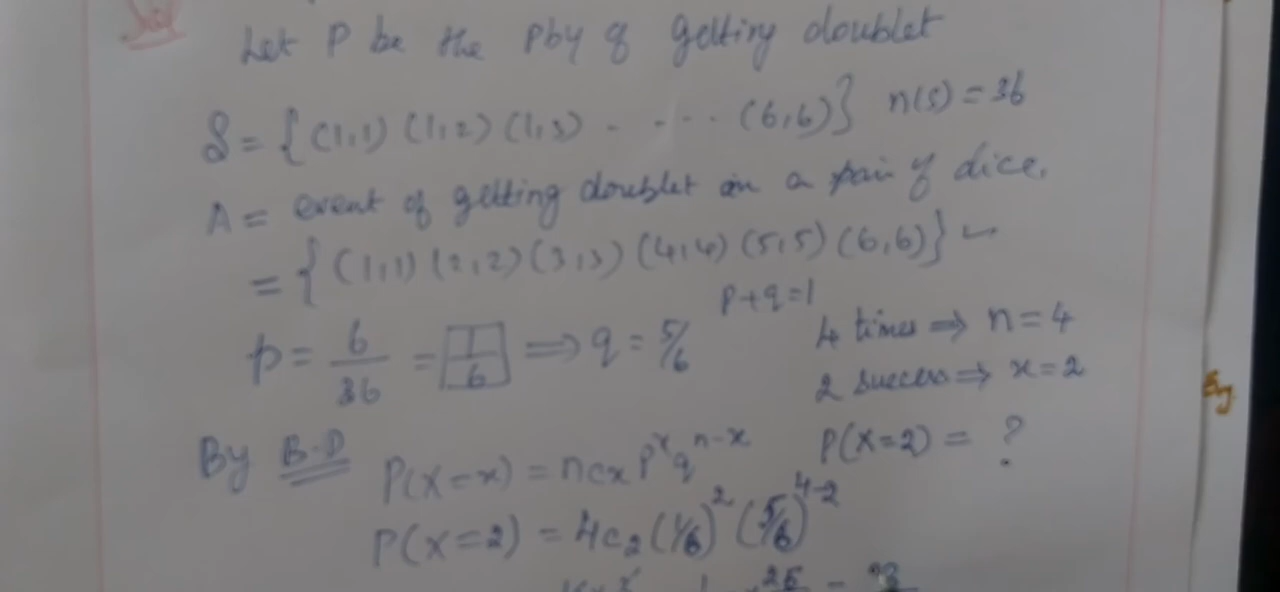 Sol
Let P be the pby of getting doublet
S = {(1,1) (1,2) (1,3) - - - - . (6,6)} n(S) = 36
A = event of getting doublet in a pair of dice.
= {(1,1) (2,2) (3,3) (4,4) (5,5) (6,6)}
p+q=1
p = 6/36 = 1/6 ⟹ q = 5/6
4 times ⟹ n = 4
2 success ⟹ x = 2
By B.D P(X=x) = ncx p^x q^n-x P(X=2) = ?
P(X=2) = 4c2 (1/6)^2 (5/6)^4-2